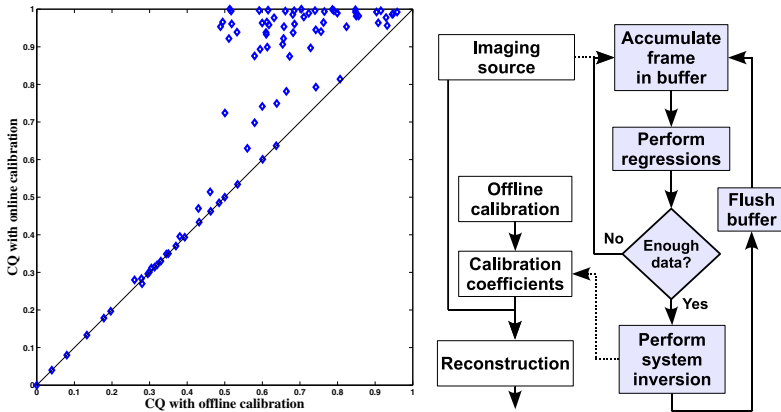 CQ with online calibration
1
0.9
0.8
0.7
0.6
0.5
0.4
0.3
0.2
0.1
0
0
0.1
0.2
0.3
0.4
0.5
0.6
0.7
0.8
0.9
1
CQ with offline calibration
Imaging
source
Accumulate
frame
in buffer
Perform
regressions
Offline
calibration
Flush
buffer
No
Enough
data?
Calibration
coefficients
Yes
Perform
system
inversion
Reconstruction